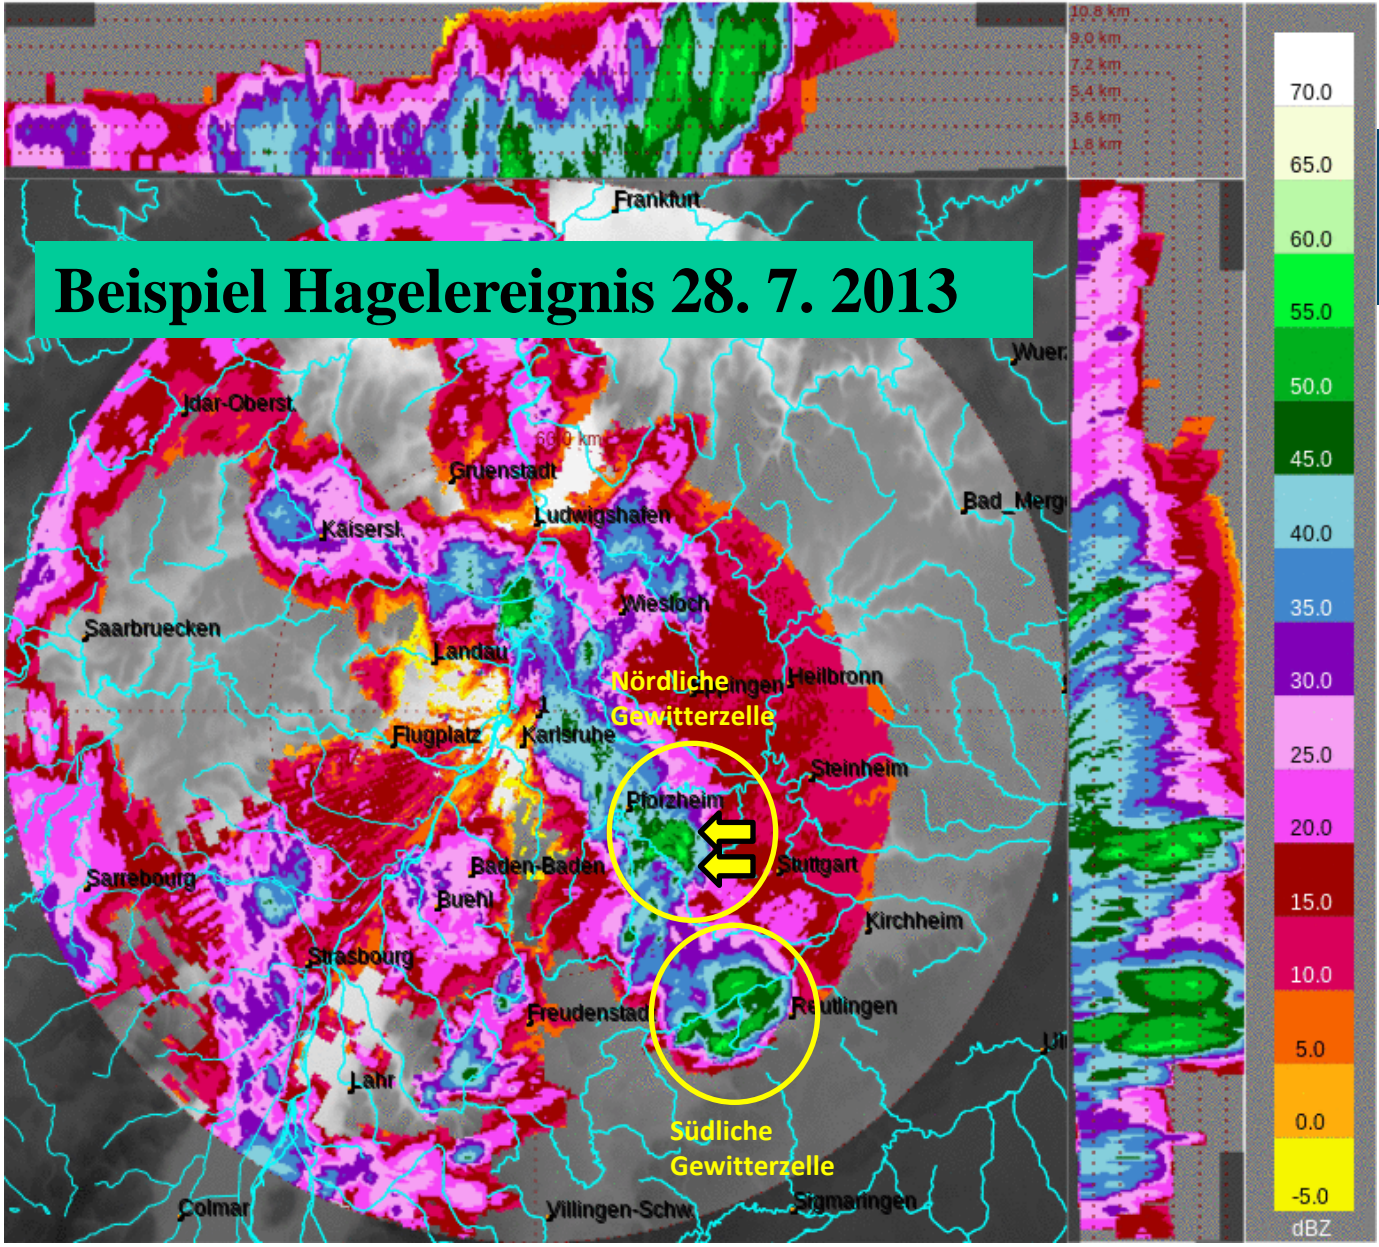 10.8 km
9.0 km
7.2 km
5.4 km
3.6 km
1.8 km
Frankfurt
Beispiel Hagelereignis 28. 7. 2013
Wuer.
Idar-Oberst.
60.0 km
Gruenstadt
Ludwigshafen
Bad_Merg
Kaisersl.
Wiesloch
Saarbruecken
Landau
Nördliche
Gewitterzelle
Heilbronn
Flugplatz
Karlsruhe
Steinheim
Pforzheim
Baden-Baden
Stuttgart
Sarrebourg
Buehl
Kirchheim
Strasbourg
Freudenstad
Reutlingen
Lahr
Südliche
Gewitterzelle
Colmar
Villingen-Schw.
Sigmaringen
70.0
65.0
60.0
55.0
50.0
45.0
40.0
35.0
30.0
25.0
20.0
15.0
10.0
5.0
0.0
-5.0
dBZ